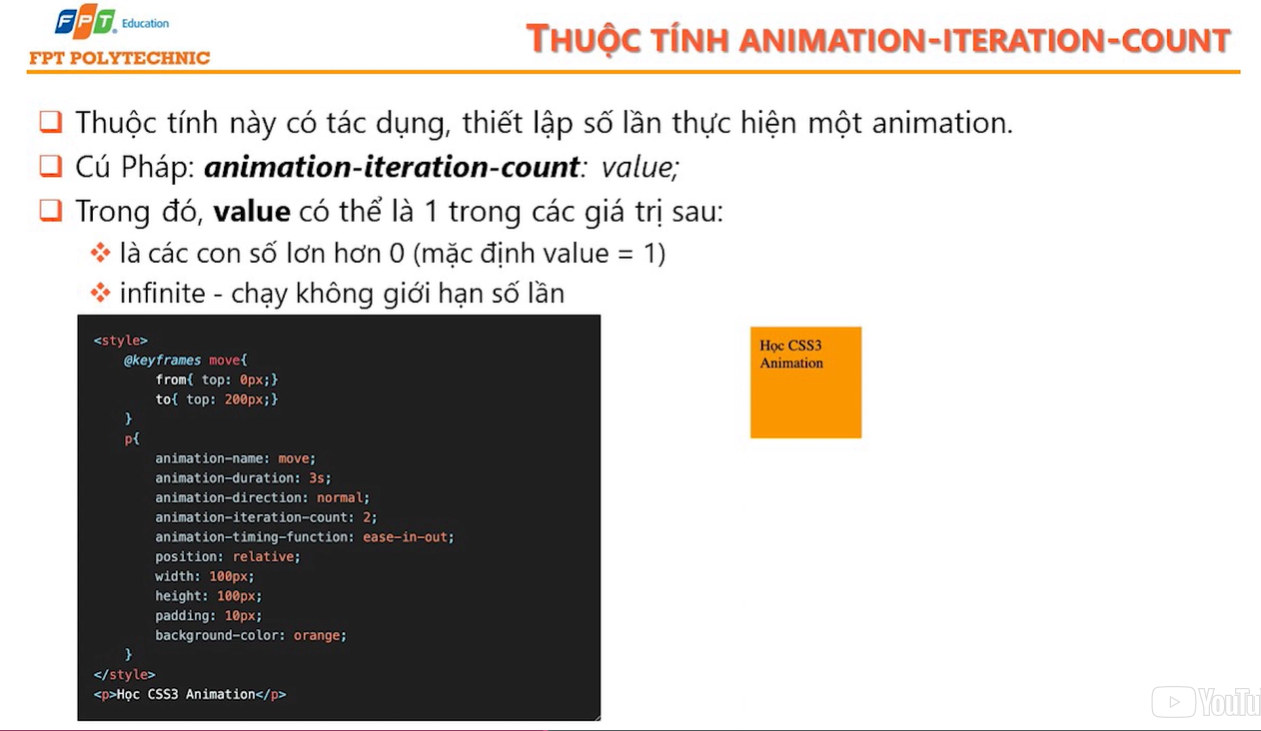 FPT Education
FPT POLYTECHNIC
THUỘC TÍNH ANIMATION-ITERATION-COUNT
Thuộc tính này có tác dụng, thiết lập số lần thực hiện một animation.
Cú Pháp: animation-iteration-count: value;
Trong đó, value có thể là 1 trong các giá trị sau:
là các con số lơn hơn 0 (mặc định value = 1)
infinite - chạy không giới hạn số lần
<style>
@keyframes move{
from{ top: 0px;}
to{ top: 200px;}
}
p{
animation-name: move;
animation-duration: 3s;
animation-direction: normal;
animation-iteration-count: 2;
animation-timing-function: ease-in-out;
position: relative;
width: 100px;
height: 100px;
padding: 10px;
background-color: orange;
}
</style>
<p>Học CSS3 Animation</p>
Học CSS3
Animation
YouTu